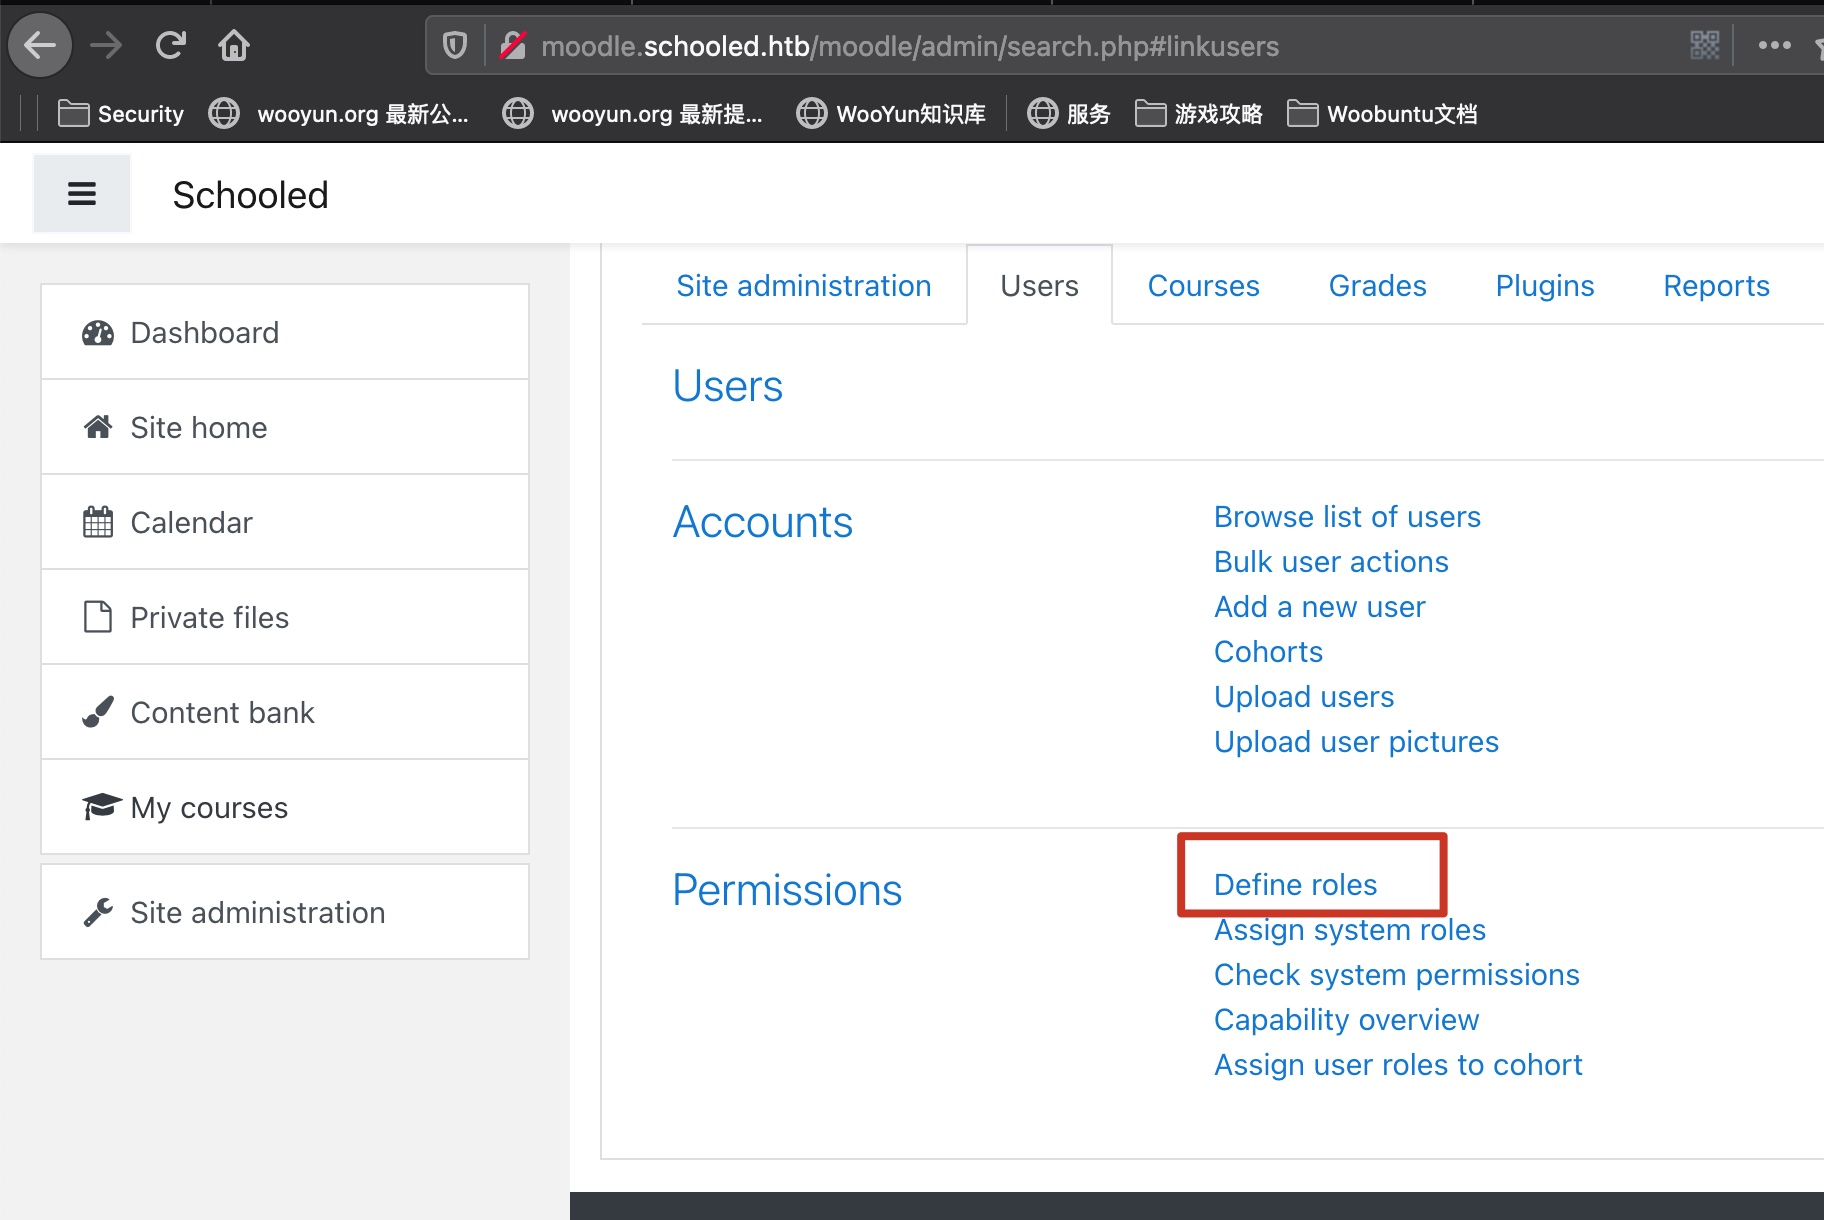 moodle.schooled.htb/moodle/admin/search.php#linkusers
Security wooyun.org 最新公... wooyun.org 最新提... WooYun知识库 服务 游戏攻略 Woobuntu文档
Schooled
Site administration Users Courses Grades Plugins Reports
Dashboard
Site home
Calendar
Private files
Content bank
My courses
Site administration
Users
Accounts
Browse list of users
Bulk user actions
Add a new user
Cohorts
Upload users
Upload user pictures
Permissions
Define roles
Assign system roles
Check system permissions
Capability overview
Assign user roles to cohort